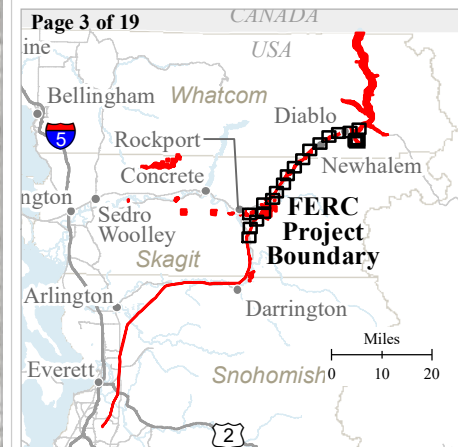 Page 3 of 19
CANADA
USA
ine
Bellingham
Whatcom
5
Diablo
Rockport
Newhalem
Concrete
ngton
Sedro
Woolley
FERC
Project
Boundary
Skagit
Arlington
Darrington
Miles
0 10 20
Everett
Snohomish
2